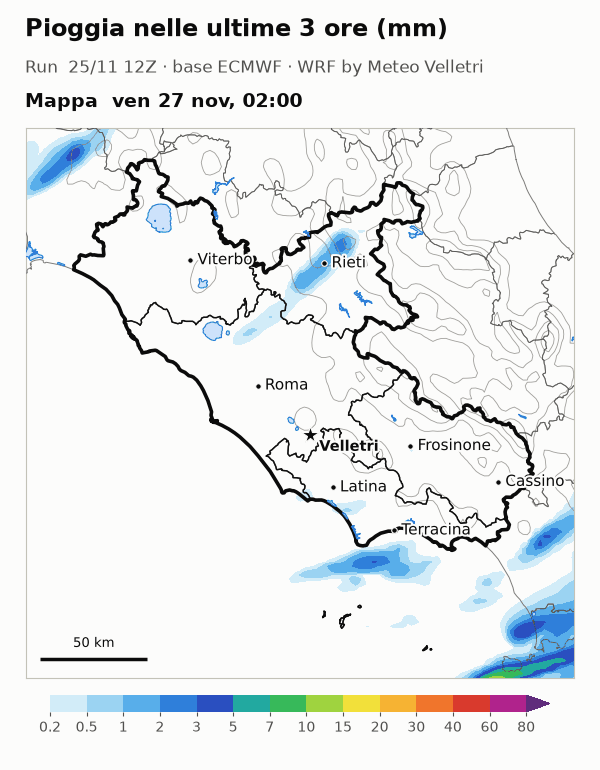 Pioggia nelle ultime 3 ore (mm)
Run  25/11 12Z · base ECMWF · WRF by Meteo Velletri
Mappa  ven 27 nov, 02:00
Viterbo
Rieti
Roma
Velletri
Frosinone
Latina
Cassino
Terracina
50 km
0.2 0.5 1 2 3 5 7 10 15 20 30 40 60 80